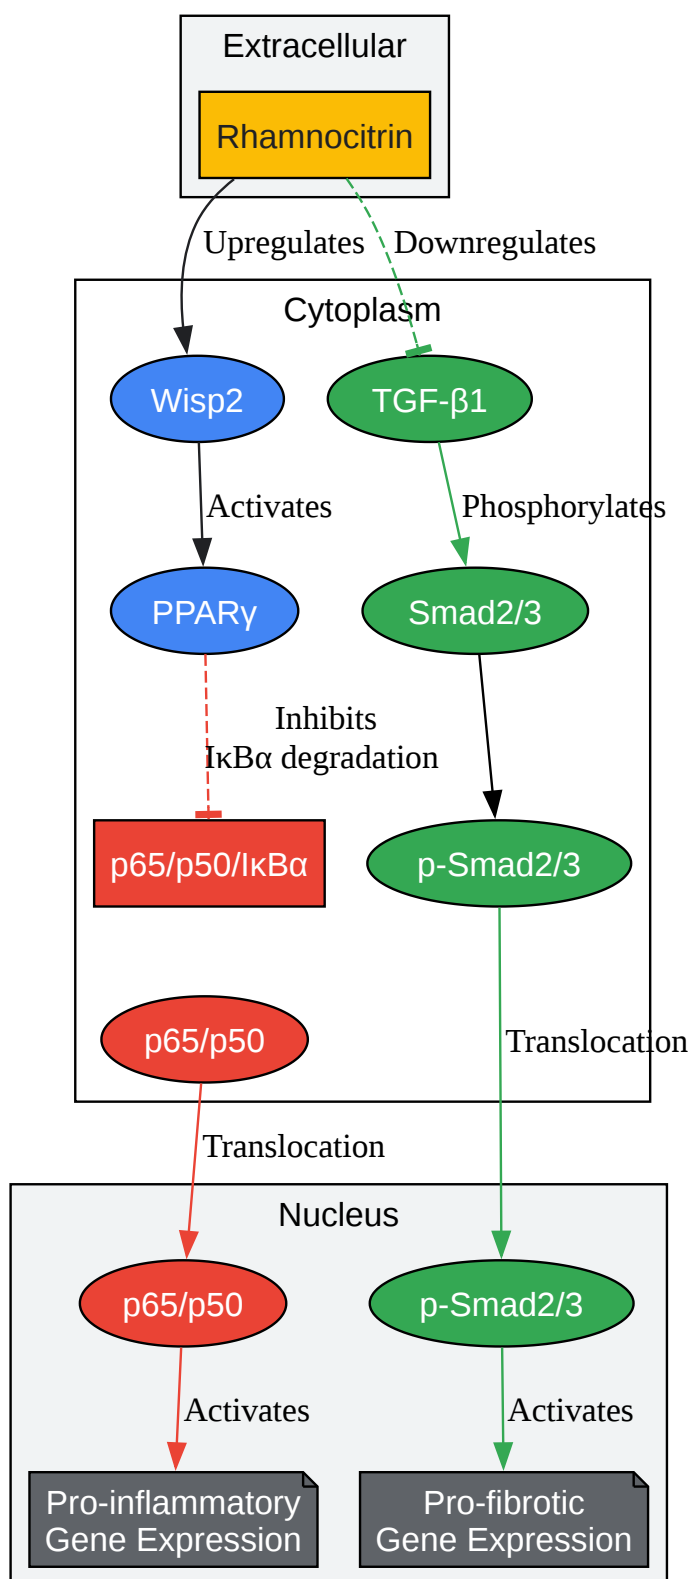 Extracellular
Rhamnocitrin
Upregulates
Downregulates
Cytoplasm
Wisp2
TGF-β1
Activates
Phosphorylates
PPARγ
Smad2/3
Inhibits
IκBα degradation
p65/p50/IκBα
p-Smad2/3
p65/p50
Translocation
Translocation
Nucleus
p65/p50
p-Smad2/3
Activates
Activates
Pro-inflammatory
Gene Expression
Pro-fibrotic
Gene Expression